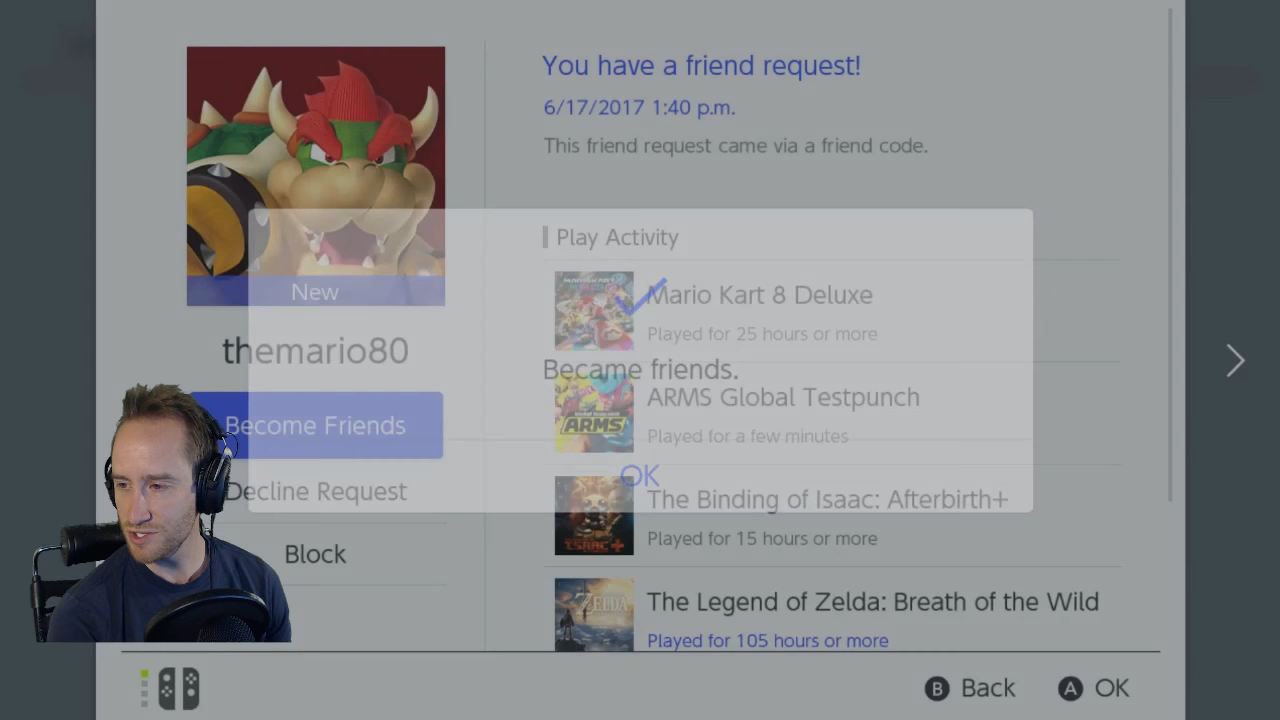 You have a friend request!
6/17/2017 1:40 p.m.
This friend request came via a friend code.
New
themario80
Become Friends
Decline Request
Block
Play Activity
Mario Kart 8 Deluxe
Played for 25 hours or more
Became friends.
ARMS
ARMS Global Testpunch
Played for a few minutes
OK
The Binding of Isaac: Afterbirth+
Played for 15 hours or more
ZELDA
The Legend of Zelda: Breath of the Wild
Played for 105 hours or more
B Back
A OK